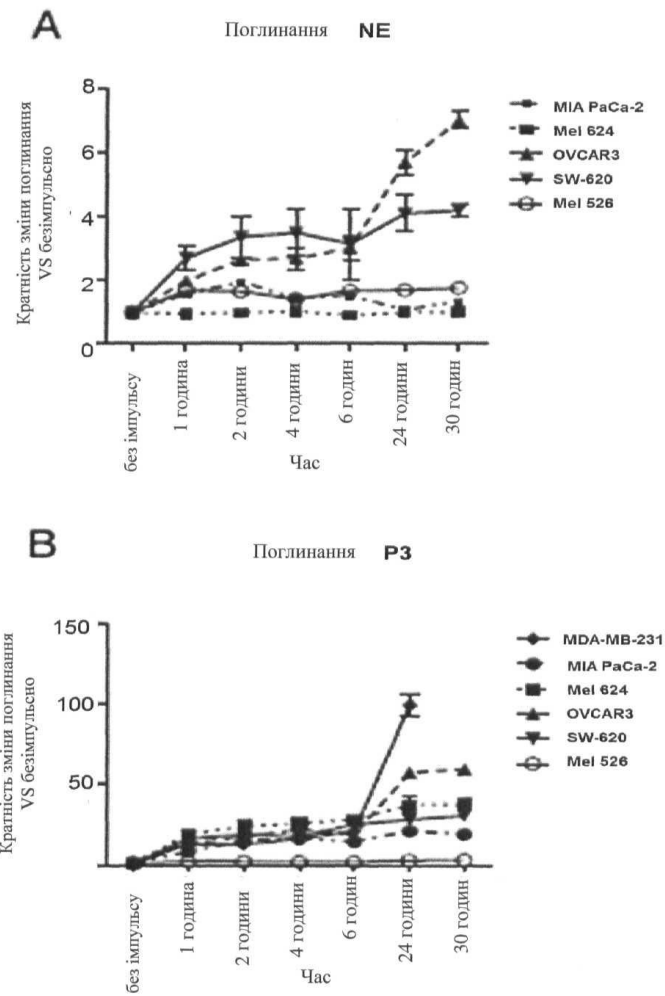 A
Поглинання NE
Кратність зміни поглинання
VS безімпульсно
8
6
4
2
0
без імпульсу
1 година
2 години
4 години
6 годин
24 години
30 годин
Час
MIA PaCa-2
Mel 624
OVCAR3
SW-620
Mel 526
B
Поглинання P3
Кратність зміни поглинання
VS безімпульсно
150
100
50
без імпульсу
1 година
2 години
4 години
6 годин
24 години
30 годин
Час
MDA-MB-231
MIA PaCa-2
Mel 624
OVCAR3
SW-620
Mel 526